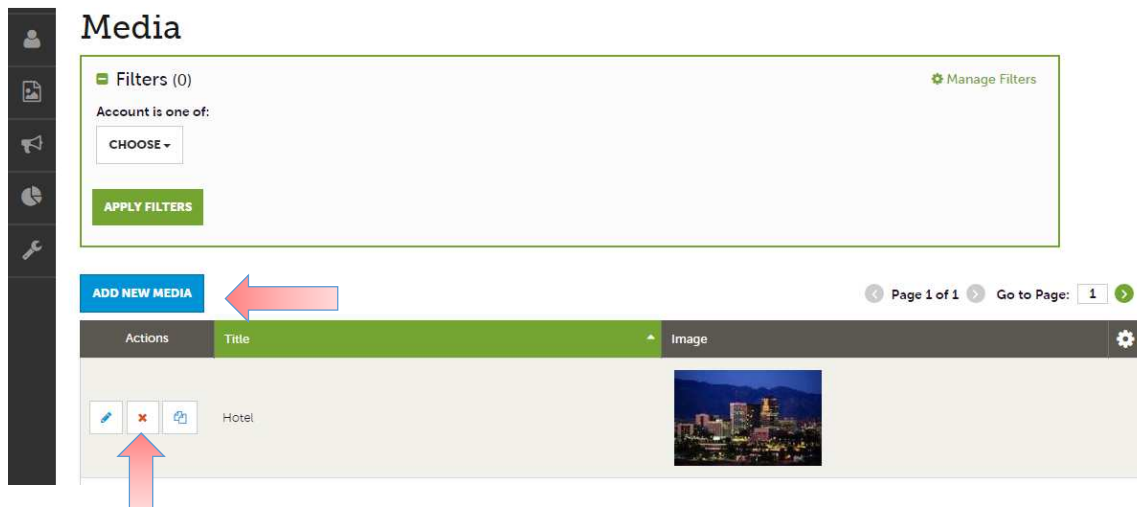 Media
Filters (0)
Manage Filters
Account is one of:
CHOOSE
APPLY FILTERS
ADD NEW MEDIA
Page 1 of 1 Go to Page: 1
Actions Title Image
Hotel